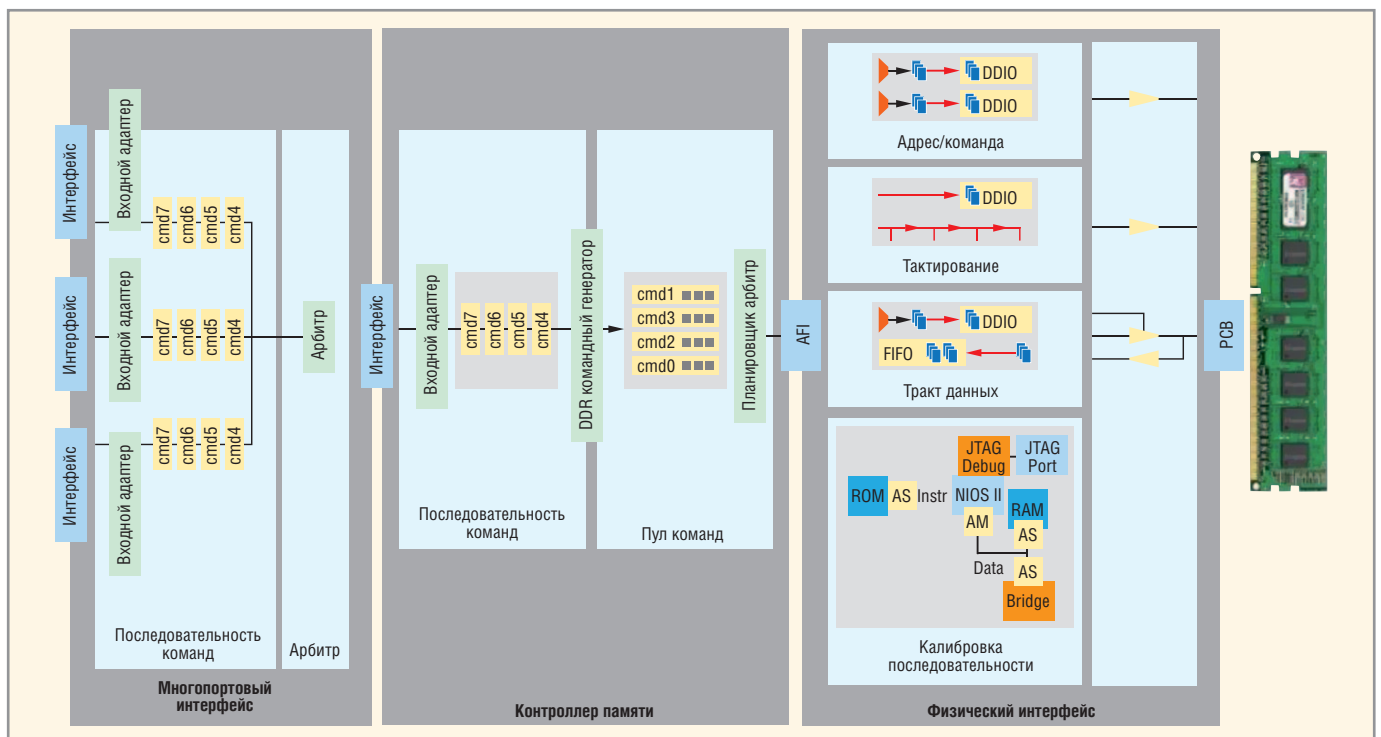 Интерфейс
Входной адаптер
cmd7
cmd6
cmd5
cmd4
Интерфейс
Входной адаптер
cmd7
cmd6
cmd5
cmd4
Интерфейс
Входной адаптер
cmd7
cmd6
cmd5
cmd4
Арбитр
Последовательность
команд
Арбитр
Многопортовый
интерфейс
Интерфейс
Входной адаптер
cmd7
cmd6
cmd5
cmd4
DDR командный генератор
cmd1
cmd3
cmd2
cmd0
Планировщик арбитр
Последовательность
команд
Пул команд
Контроллер памяти
AFI
DDIO
DDIO
Адрес/команда
DDIO
Тактирование
DDIO
FIFO
Тракт данных
JTAG
Debug
JTAG
Port
ROM
AS
Instr
NIOS II
RAM
AM
AS
Data
AS
Bridge
Калибровка
последовательности
Физический интерфейс
PCB